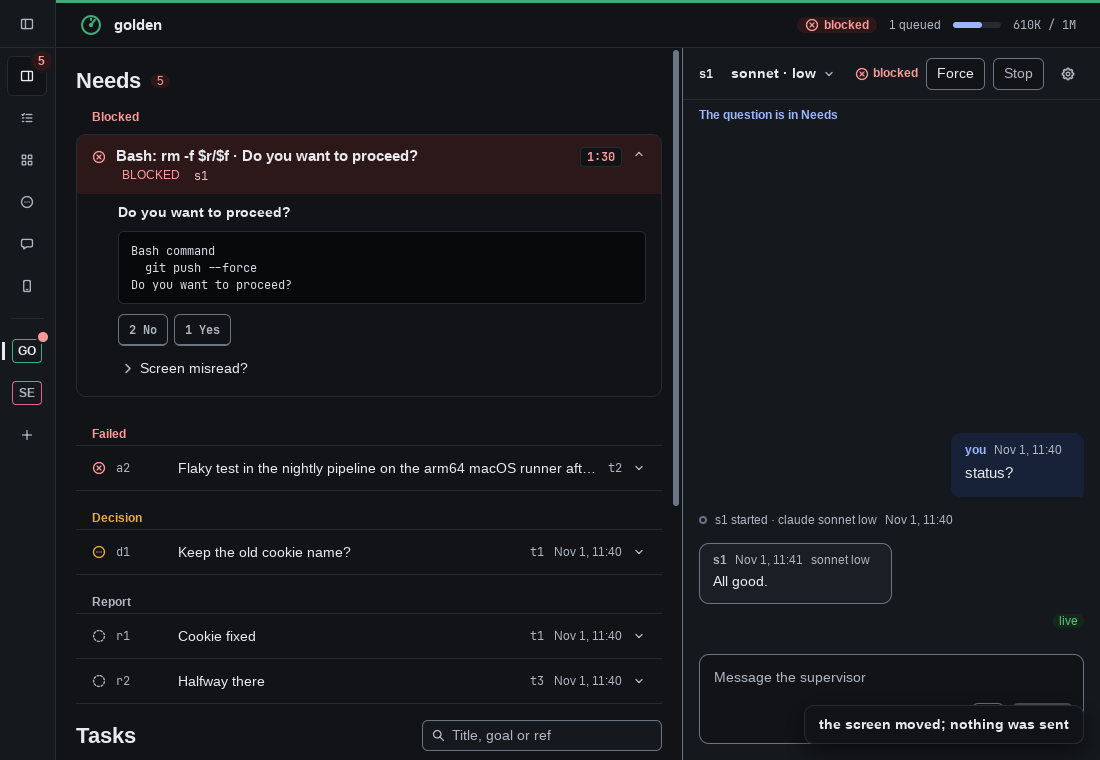 golden
blocked
1 queued
610K / 1M
5
Needs
5
Blocked
Bash: rm -f $r/$f · Do you want to proceed?
1:30
BLOCKED s1
Do you want to proceed?
Bash command
git push --force
Do you want to proceed?
2 No
1 Yes
Screen misread?
Failed
a2 Flaky test in the nightly pipeline on the arm64 macOS runner aft… t2
Decision
d1 Keep the old cookie name? t1 Nov 1, 11:40
Report
r1 Cookie fixed t1 Nov 1, 11:40
r2 Halfway there t3 Nov 1, 11:40
Tasks
Title, goal or ref
GO
SE
s1 sonnet · low
blocked
Force
Stop
The question is in Needs
you Nov 1, 11:40
status?
s1 started · claude sonnet low Nov 1, 11:40
s1 Nov 1, 11:41 sonnet low
All good.
live
Message the supervisor
the screen moved; nothing was sent